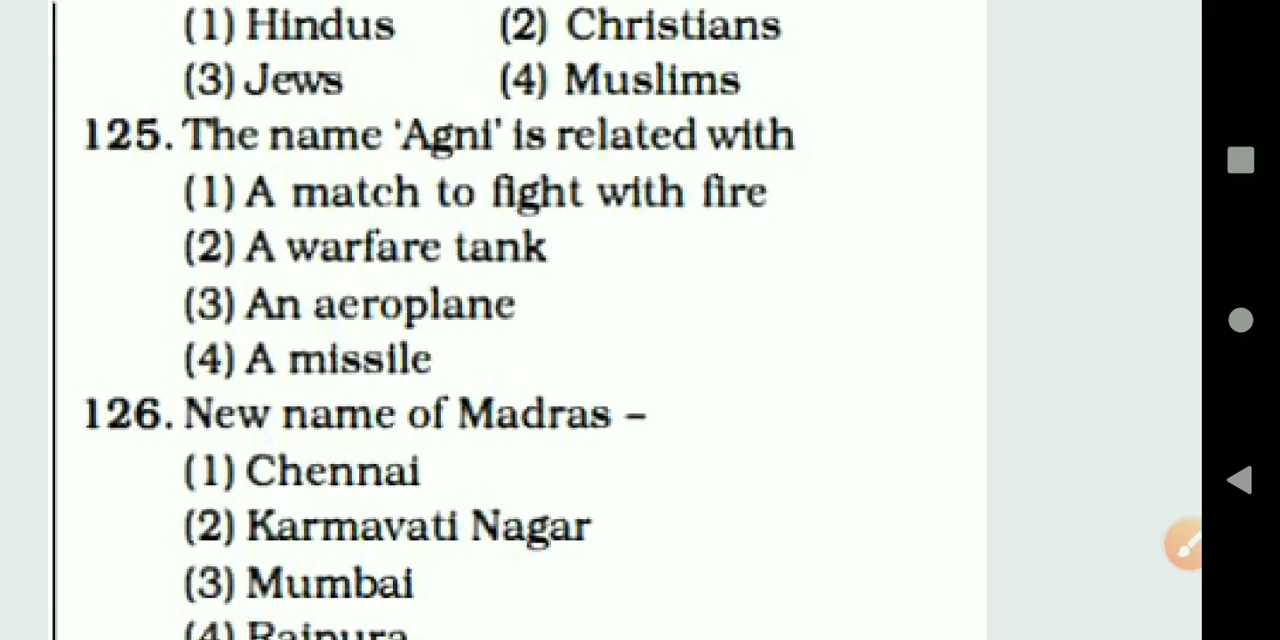 (1) Hindus (2) Christians
(3) Jews (4) Muslims
125. The name ‘Agni’ is related with
(1) A match to fight with fire
(2) A warfare tank
(3) An aeroplane
(4) A missile
126. New name of Madras –
(1) Chennai
(2) Karmavati Nagar
(3) Mumbai
(4) Rajpura